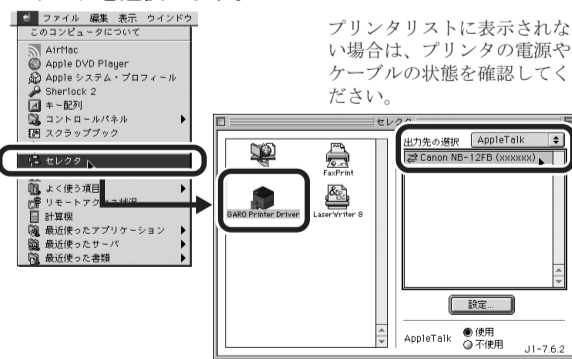 ファイル 編集 表示 ウインドウ
このコンピュータについて
AirMac
Apple DVD Player
Apple システム・プロフィール
Sherlock 2
キー配列
コントロールパネル
スクラップブック
セレクタ
よく使う項目
リモートアクセス状況
計算機
最近使ったアプリケーション
最近使ったサーバ
最近使った書類
プリンタリストに表示されな
い場合は、プリンタの電源や
ケーブルの状態を確認してく
ださい。
セレクタ
FaxPrint
GARO Printer Driver
LaserWriter 8
出力先の選択 AppleTalk
Canon NB-12FB (xxxxxx)
設定...
AppleTalk
使用
不使用
J1-7.6.2